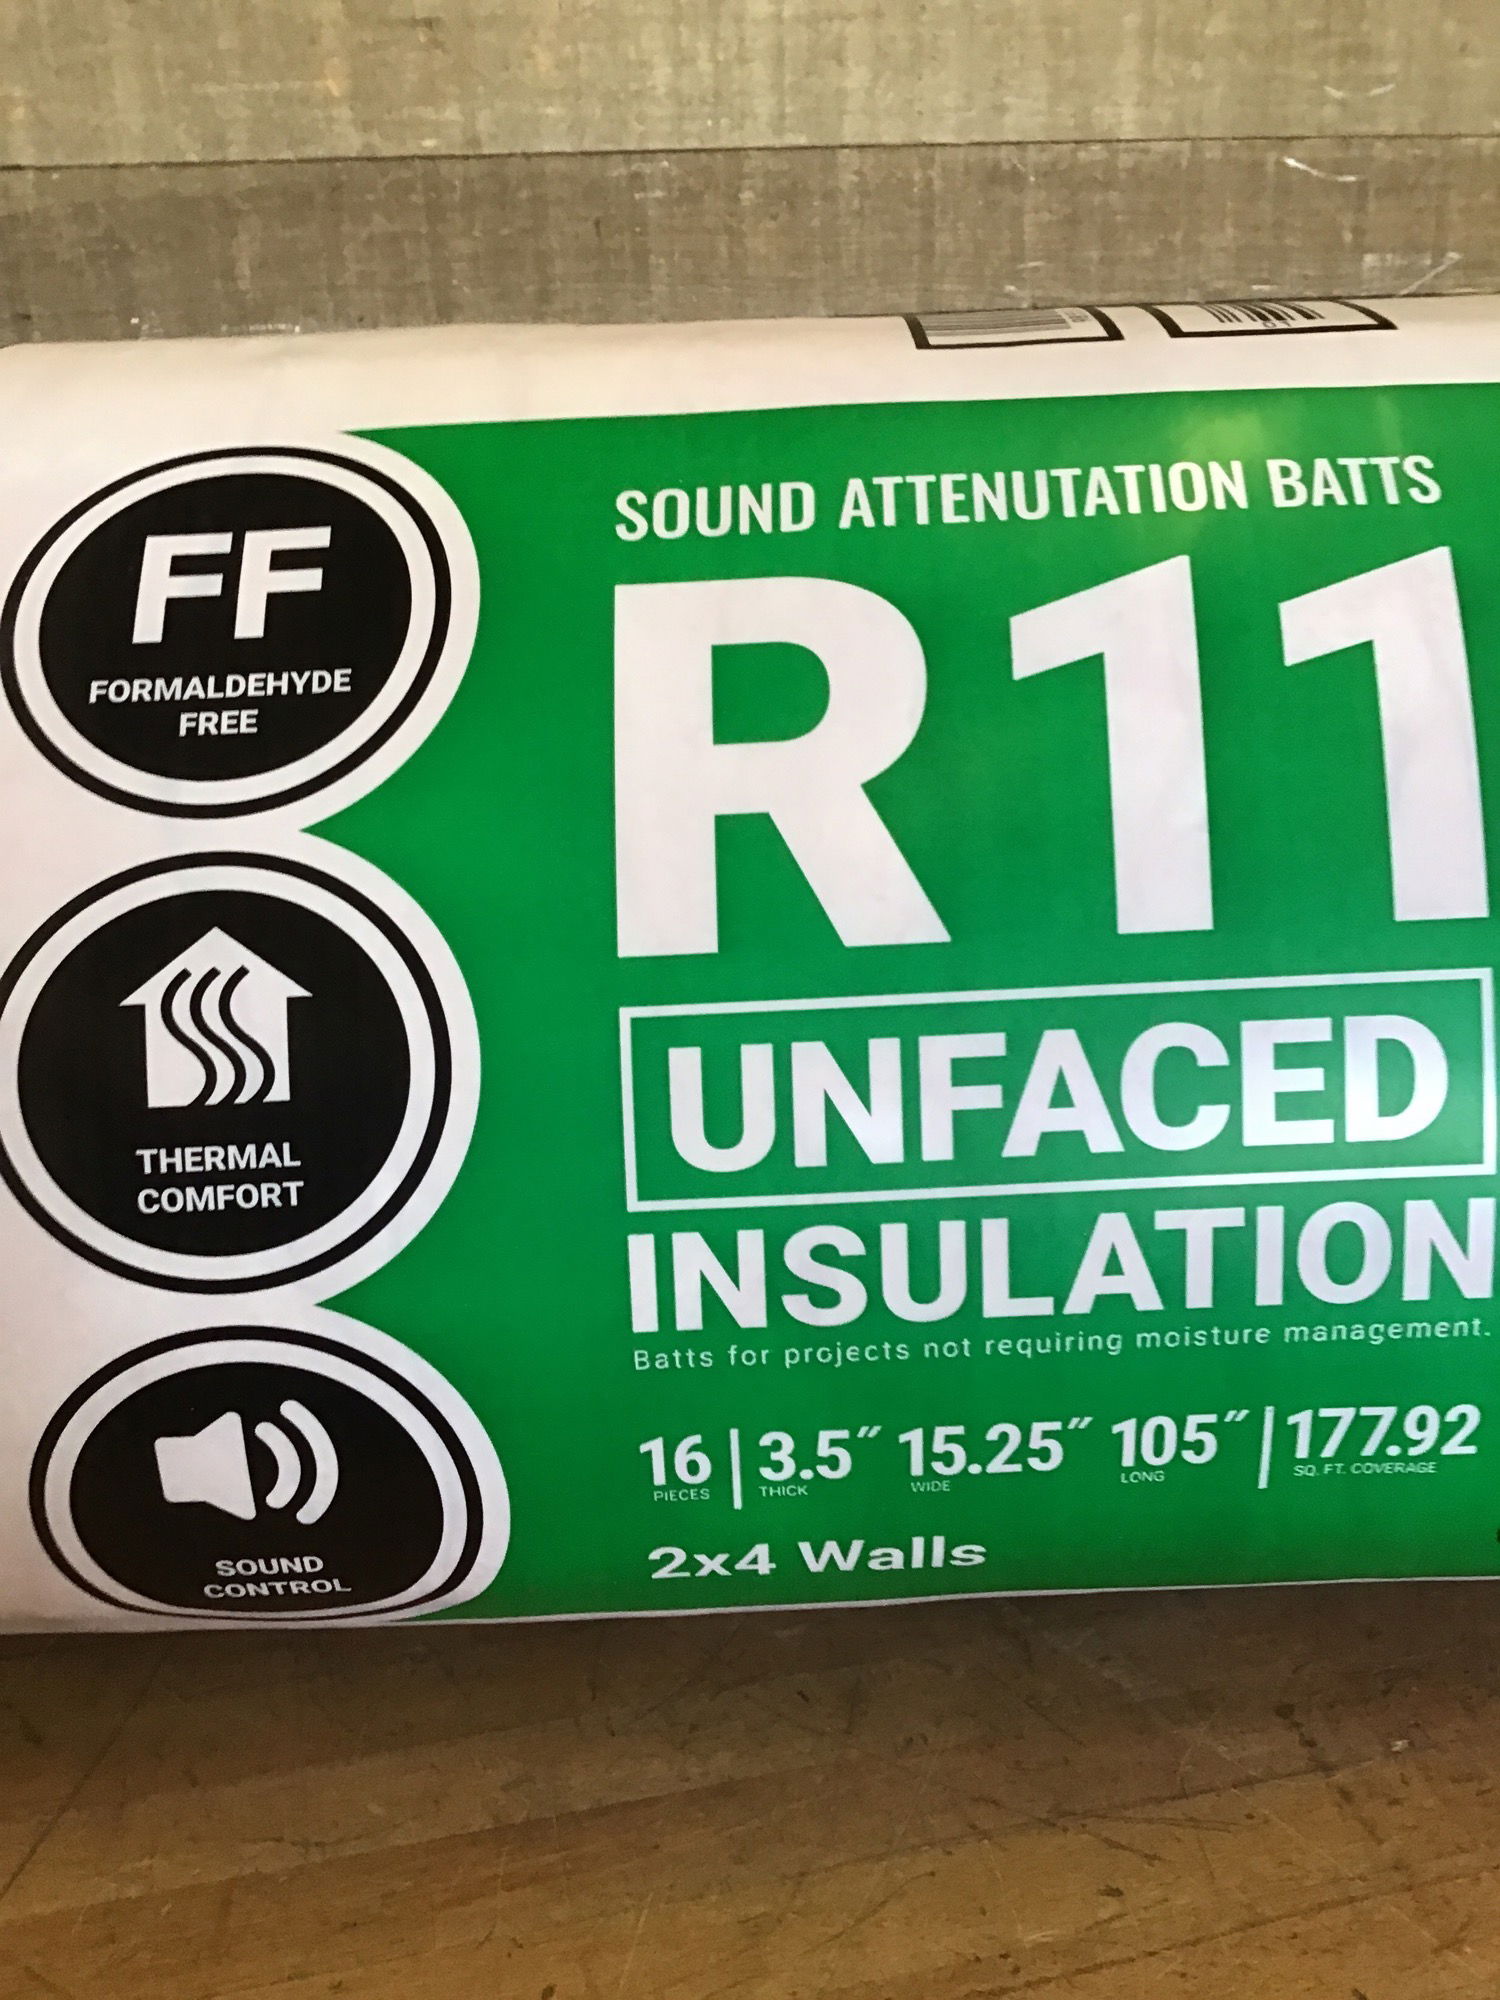 FF
FORMALDEHYDE
FREE
THERMAL
COMFORT
SOUND
CONTROL
SOUND ATTENUTATION BATTS
R11
UNFACED
INSULATION
Batts for projects not requiring moisture management.
16 | 3.5″ 15.25″ 105″ | 177.92
PIECES THICK WIDE LONG SQ. FT. COVERAGE
2x4 Walls